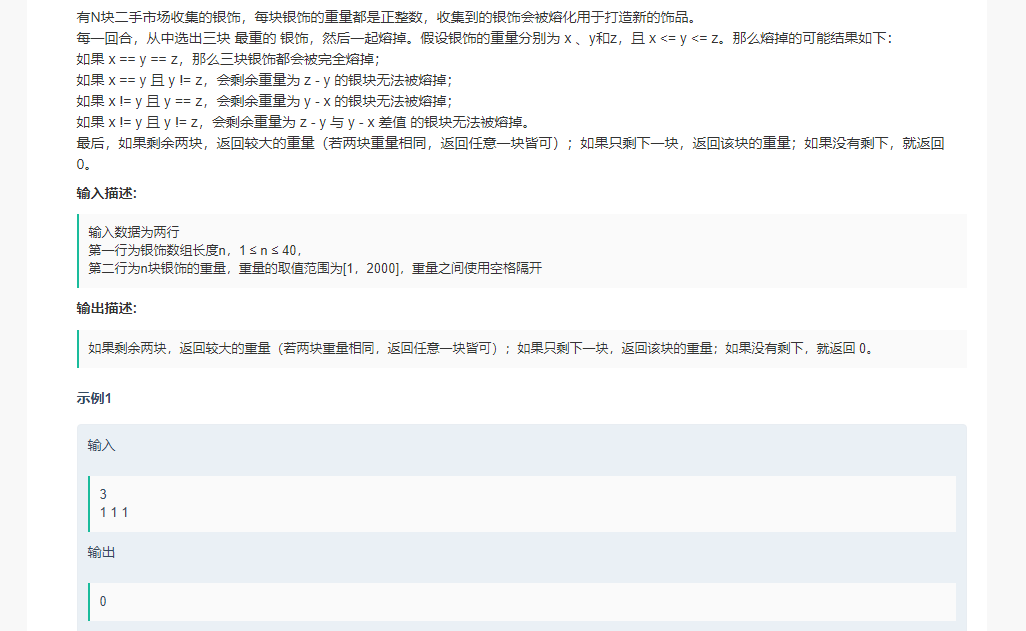 有N块二手市场收集的银饰，每块银饰的重量都是正整数，收集到的银饰会被熔化用于打造新的饰品。
每一回合，从中选出三块 最重的 银饰，然后一起熔掉。假设银饰的重量分别为 x 、y和z，且 x <= y <= z。那么熔掉的可能结果如下：
如果 x == y == z，那么三块银饰都会被完全熔掉；
如果 x == y 且 y != z，会剩余重量为 z - y 的银块无法被熔掉；
如果 x != y 且 y == z，会剩余重量为 y - x 的银块无法被熔掉；
如果 x != y 且 y != z，会剩余重量为 z - y 与 y - x 差值 的银块无法被熔掉。
最后，如果剩余两块，返回较大的重量（若两块重量相同，返回任意一块皆可）；如果只剩下一块，返回该块的重量；如果没有剩下，就返回
0。
输入描述:
输入数据为两行
第一行为银饰数组长度n，1 ≤ n ≤ 40，
第二行为n块银饰的重量，重量的取值范围为[1，2000]，重量之间使用空格隔开
输出描述:
如果剩余两块，返回较大的重量（若两块重量相同，返回任意一块皆可）；如果只剩下一块，返回该块的重量；如果没有剩下，就返回 0。
示例1
输入
3
1 1 1
输出
0